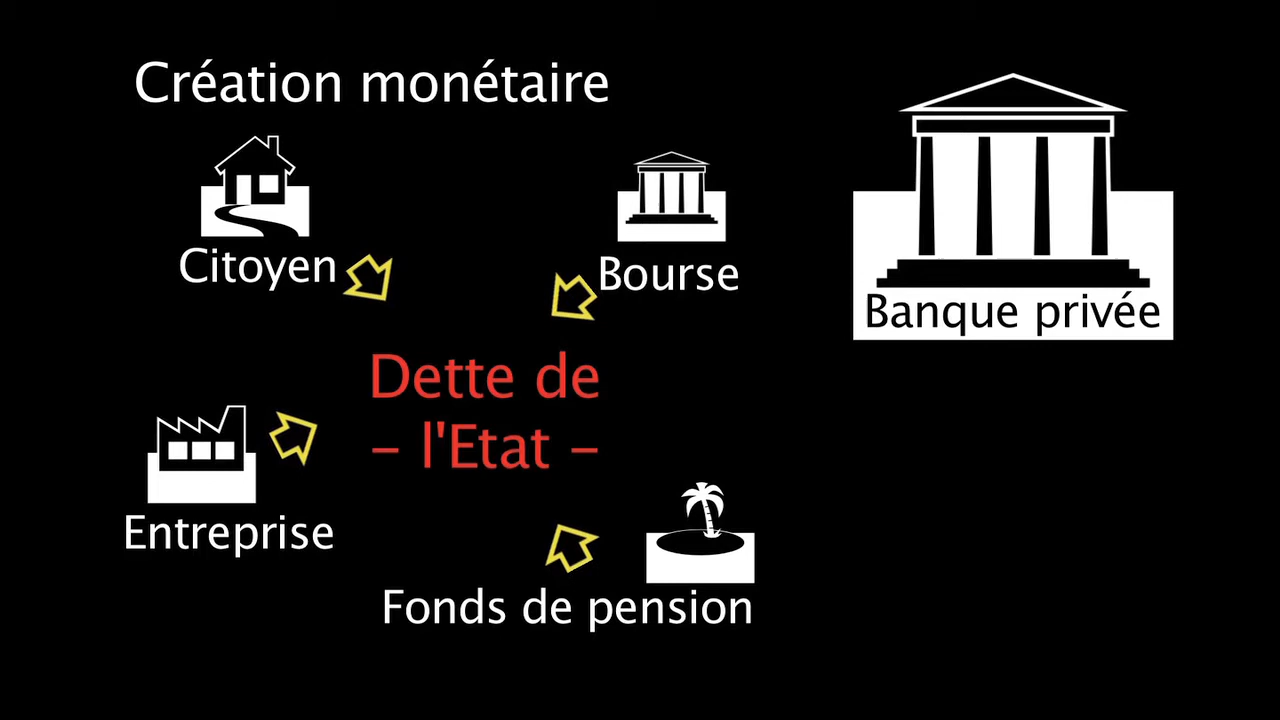 Création monétaire
Citoyen
Bourse
Banque privée
Dette de
– l'Etat –
Entreprise
Fonds de pension